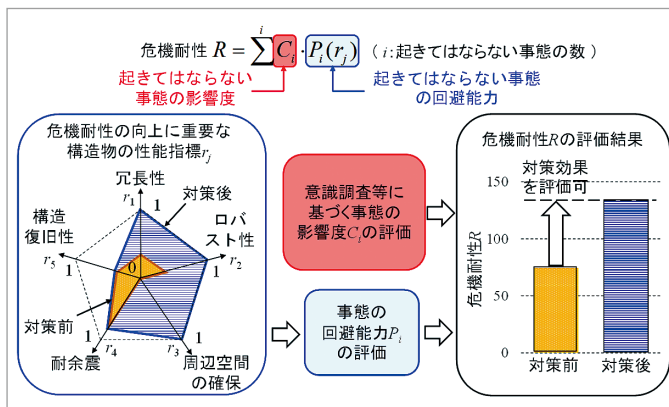 危機耐性 R = Σ^i C_i · P_i(r_j) （i:起きてはならない事態の数）
起きてはならない
事態の影響度
起きてはならない事態
の回避能力
危機耐性の向上に重要な
構造物の性能指標r_j
冗長性
r_1
1
対策後
ロバ
スト性
1
r_2
構造
復旧性
r_5
1
0
対策前
1
r_4
耐余震
r_3
1
周辺空間
の確保
意識調査等に
基づく事態の
影響度C_iの評価
事態の
回避能力P_i
の評価
危機耐性Rの評価結果
対策効果
を評価可
危機耐性R
150
100
50
0
対策前
対策後